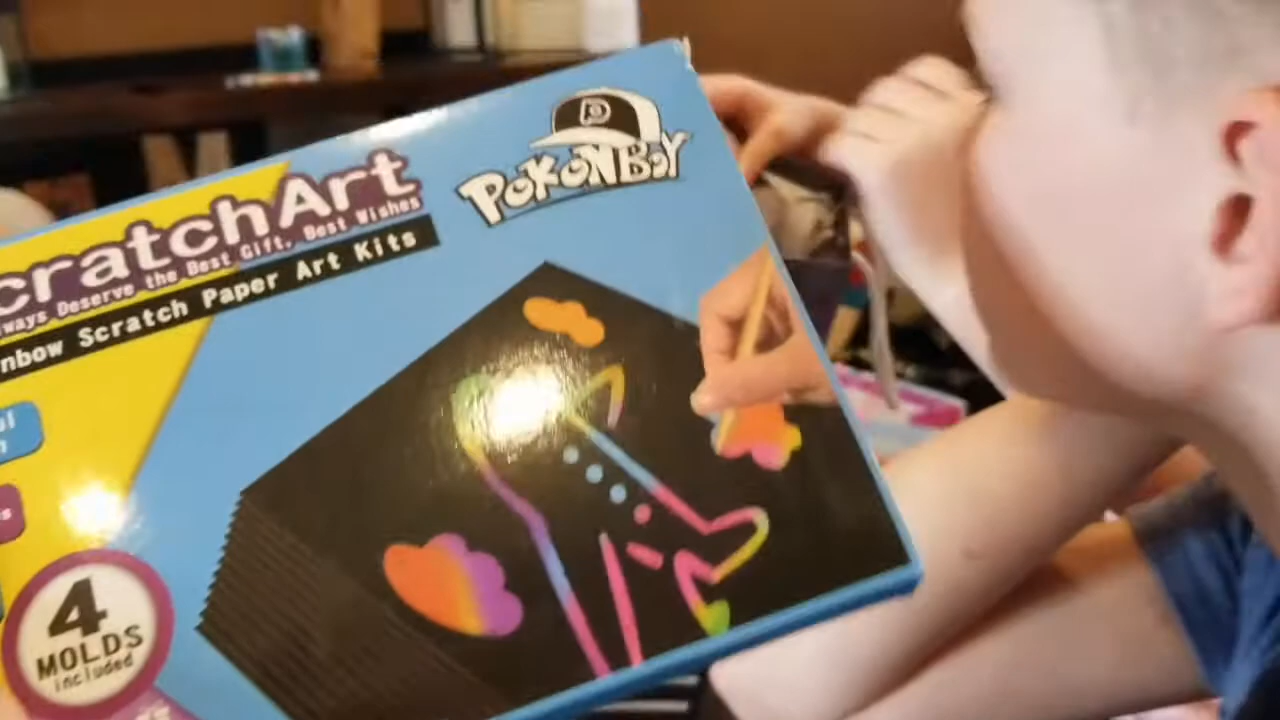 cratchArt
ways Deserve the Best Gift, Best Wishes
nbow Scratch Paper Art Kits
POKONBOY
4
MOLDS
included